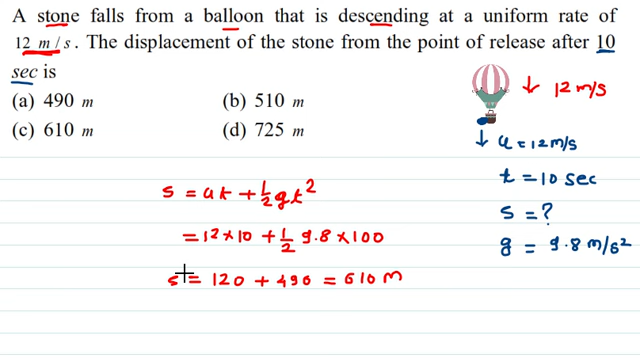 A stone falls from a balloon that is descending at a uniform rate of
12 m / s . The displacement of the stone from the point of release after 10
sec is
(a) 490 m (b) 510 m
(c) 610 m (d) 725 m
↓ 12 m/s
↓ u = 12 m/s
t = 10 sec
s = ?
g = 9.8 m/s²
s = ut + 1/2 gt²
= 12 × 10 + 1/2 9.8 × 100
s = 120 + 490 = 610 m